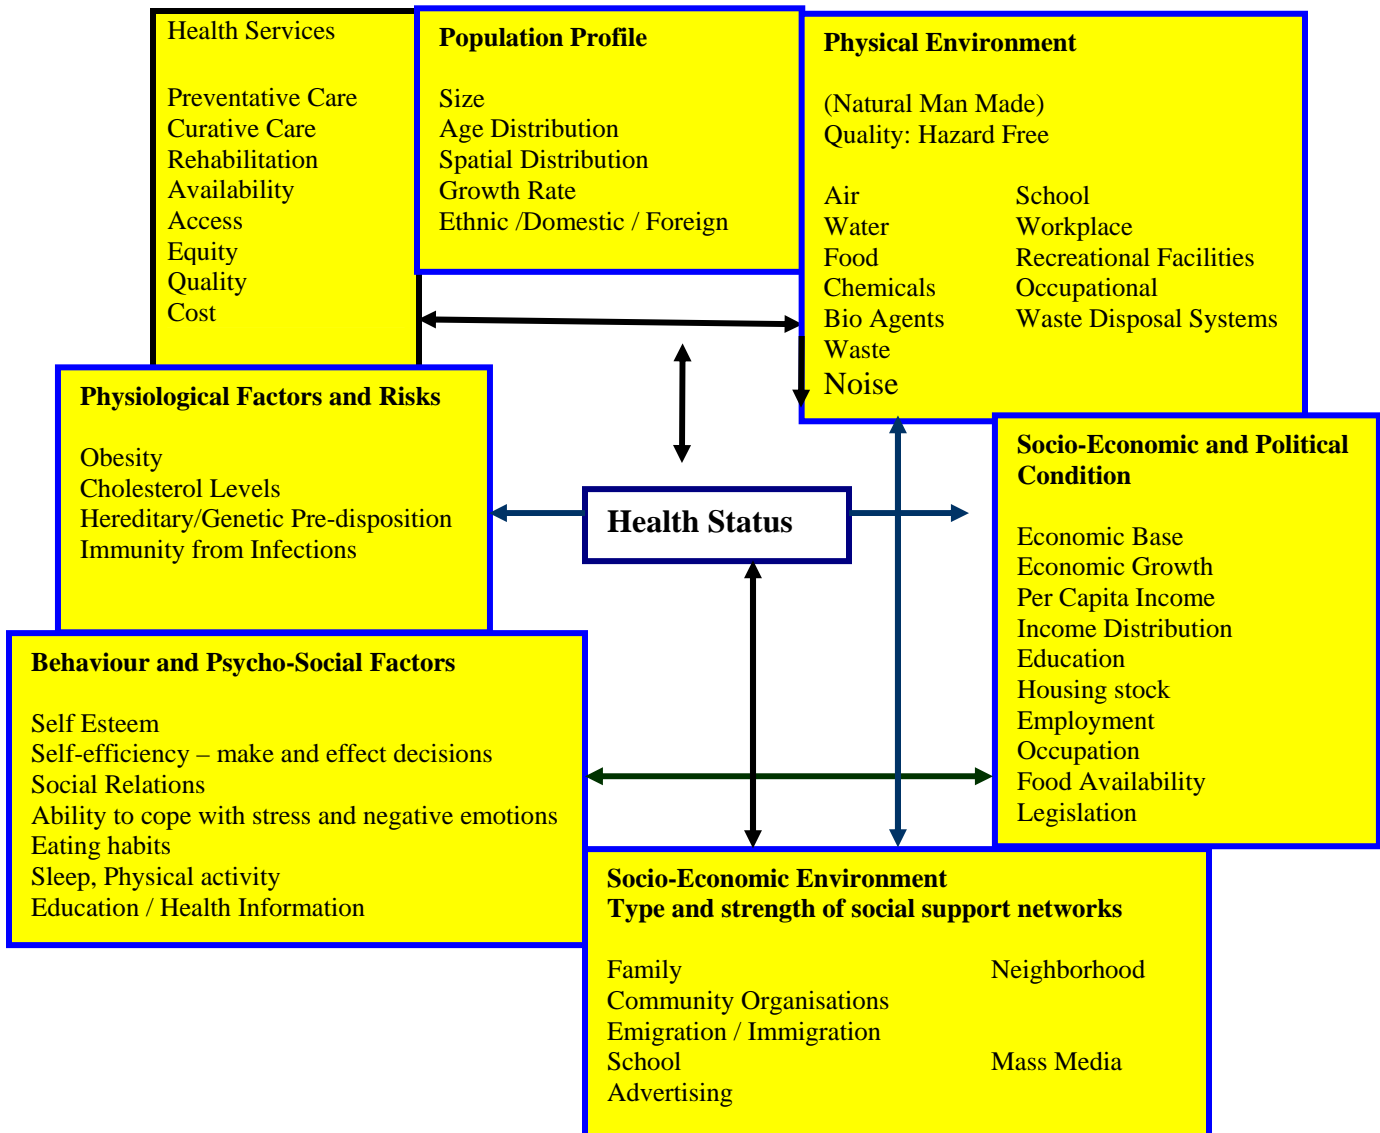 Health Services
Preventative Care
Curative Care
Rehabilitation
Availability
Access
Equity
Quality
Cost
Population Profile
Size
Age Distribution
Spatial Distribution
Growth Rate
Ethnic /Domestic / Foreign
Physical Environment
(Natural Man Made)
Quality: Hazard Free
Air School
Water Workplace
Food Recreational Facilities
Chemicals Occupational
Bio Agents Waste Disposal Systems
Waste
Noise
Physiological Factors and Risks
Obesity
Cholesterol Levels
Hereditary/Genetic Pre-disposition
Immunity from Infections
Health Status
Socio-Economic and Political
Condition
Economic Base
Economic Growth
Per Capita Income
Income Distribution
Education
Housing stock
Employment
Occupation
Food Availability
Legislation
Behaviour and Psycho-Social Factors
Self Esteem
Self-efficiency – make and effect decisions
Social Relations
Ability to cope with stress and negative emotions
Eating habits
Sleep, Physical activity
Education / Health Information
Socio-Economic Environment
Type and strength of social support networks
Family Neighborhood
Community Organisations
Emigration / Immigration
School Mass Media
Advertising